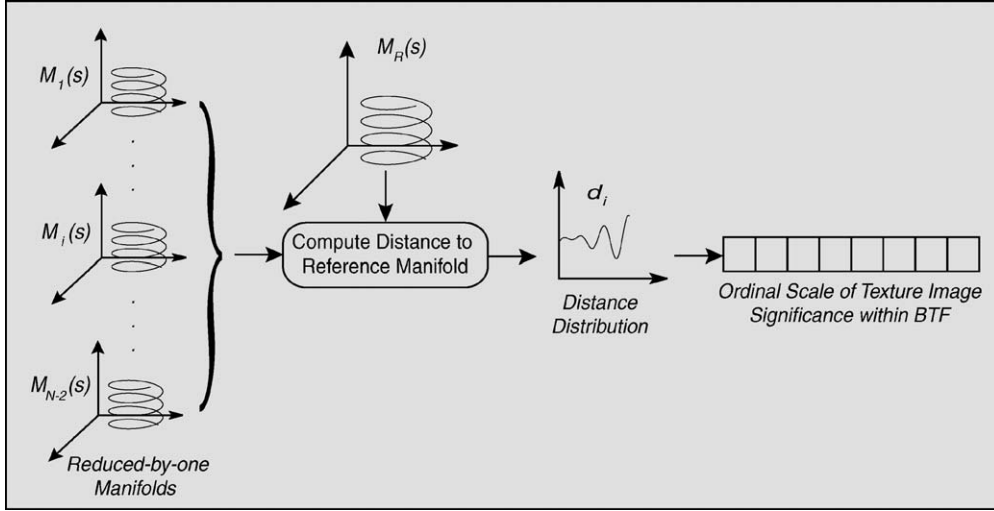 M1(s)
Mi(s)
MN-2(s)
Reduced-by-one
Manifolds
MR(s)
Compute Distance to
Reference Manifold
di
Distance
Distribution
Ordinal Scale of Texture Image
Significance within BTF